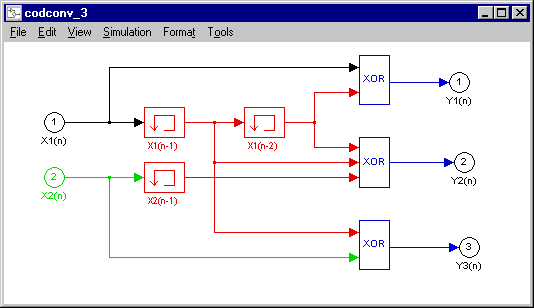 codconv_3
File Edit View Simulation Format Tools
XOR
1
Y1(n)
1
X1(n)
X1(n-1)
X1(n-2)
XOR
2
Y2(n)
2
X2(n)
X2(n-1)
XOR
3
Y3(n)